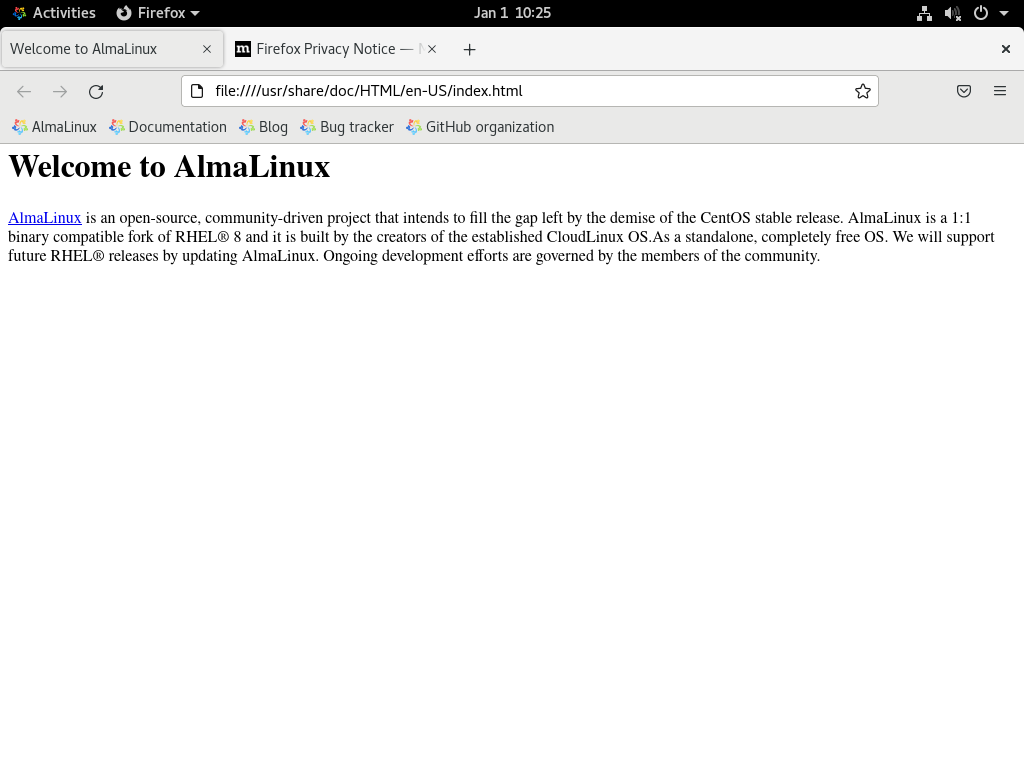 Activities Firefox Jan 1 10:25
Welcome to AlmaLinux Firefox Privacy Notice —
file:////usr/share/doc/HTML/en-US/index.html
AlmaLinux Documentation Blog Bug tracker GitHub organization
Welcome to AlmaLinux
AlmaLinux is an open-source, community-driven project that intends to fill the gap left by the demise of the CentOS stable release. AlmaLinux is a 1:1
binary compatible fork of RHEL® 8 and it is built by the creators of the established CloudLinux OS.As a standalone, completely free OS. We will support
future RHEL® releases by updating AlmaLinux. Ongoing development efforts are governed by the members of the community.